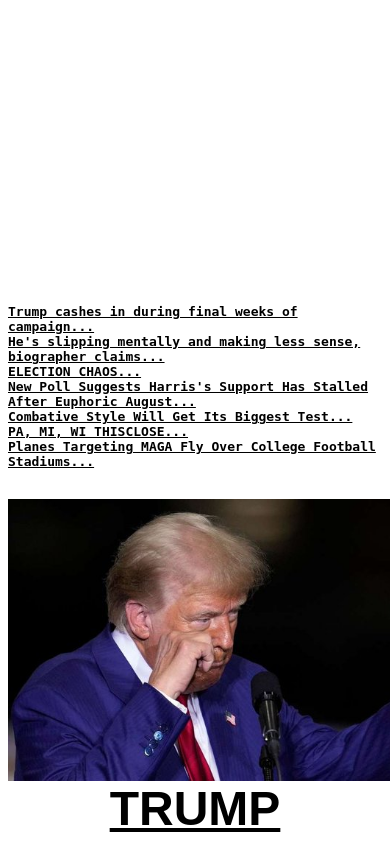 Trump cashes in during final weeks of
campaign...
He's slipping mentally and making less sense,
biographer claims...
ELECTION CHAOS...
New Poll Suggests Harris's Support Has Stalled
After Euphoric August...
Combative Style Will Get Its Biggest Test...
PA, MI, WI THISCLOSE...
Planes Targeting MAGA Fly Over College Football
Stadiums...
TRUMP